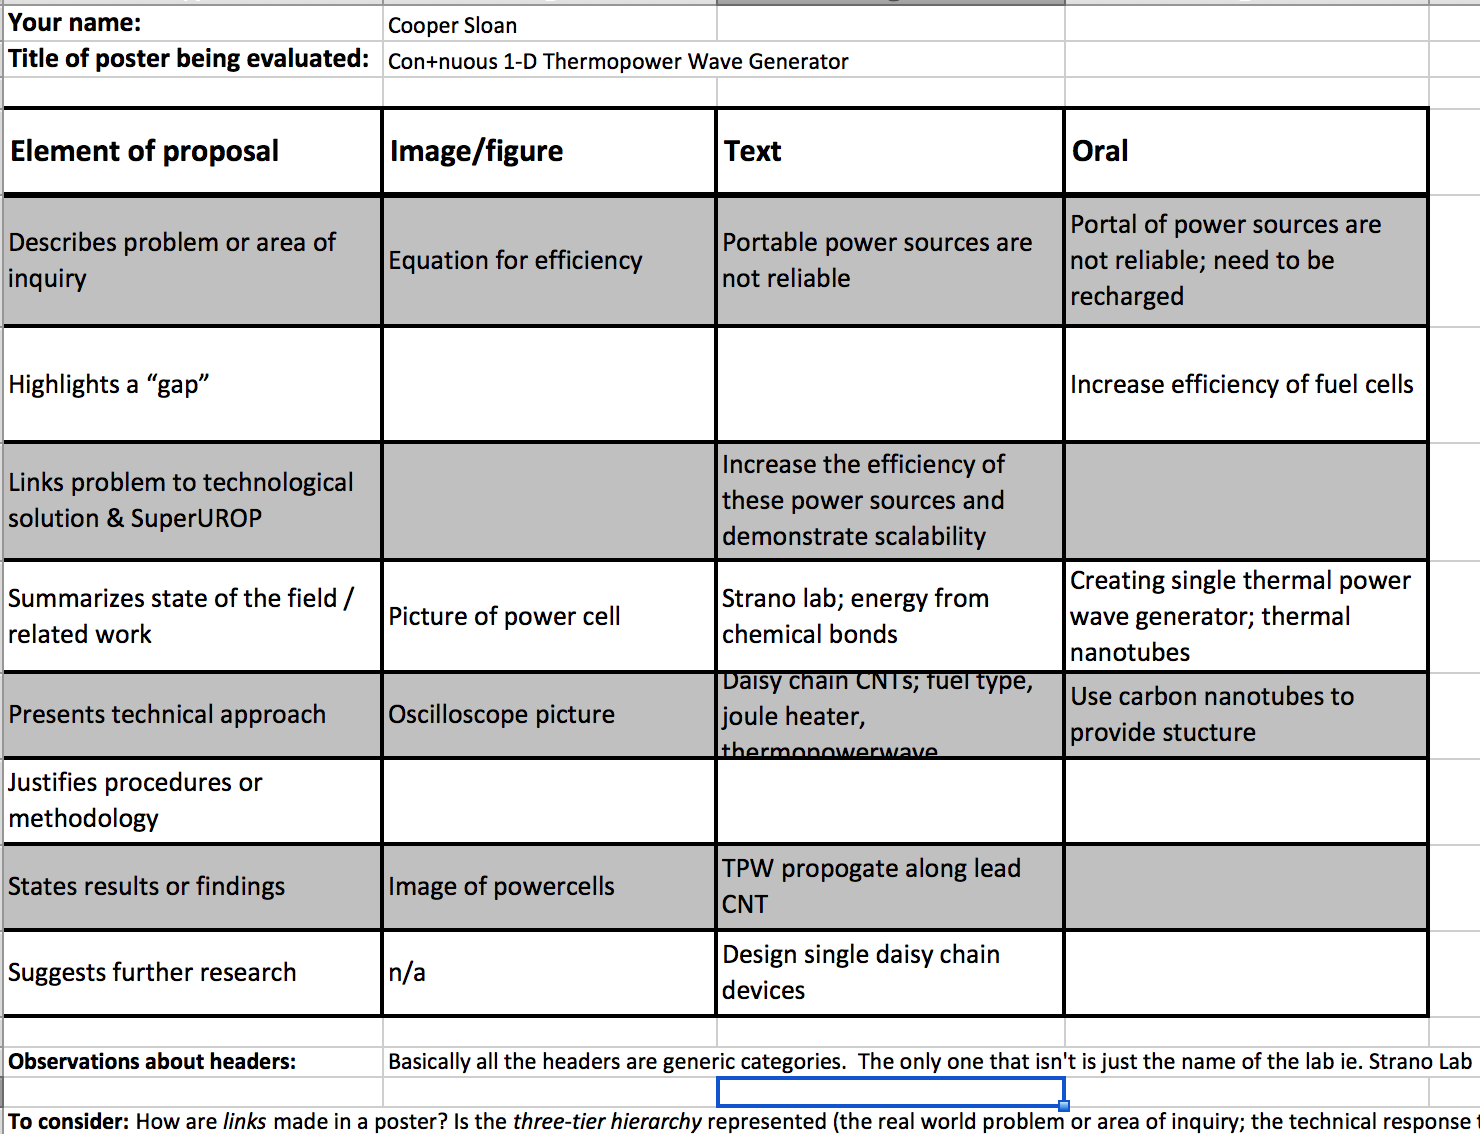 Your name: Cooper Sloan
Title of poster being evaluated: Con+nuous 1-D Thermopower Wave Generator
Element of proposal Image/figure Text Oral
Describes problem or area of
inquiry
Equation for efficiency
Portable power sources are
not reliable
Portal of power sources are
not reliable; need to be
recharged
Highlights a “gap”
Increase efficiency of fuel cells
Links problem to technological
solution & SuperUROP
Increase the efficiency of
these power sources and
demonstrate scalability
Summarizes state of the field /
related work
Picture of power cell
Strano lab; energy from
chemical bonds
Creating single thermal power
wave generator; thermal
nanotubes
Presents technical approach
Oscilloscope picture
Daisy chain CNTs; fuel type,
joule heater,
thermopowerwave
Use carbon nanotubes to
provide stucture
Justifies procedures or
methodology
States results or findings
Image of powercells
TPW propogate along lead
CNT
Suggests further research
n/a
Design single daisy chain
devices
Observations about headers: Basically all the headers are generic categories.  The only one that isn't is just the name of the lab ie. Strano Lab
To consider: How are links made in a poster? Is the three-tier hierarchy represented (the real world problem or area of inquiry; the technical response